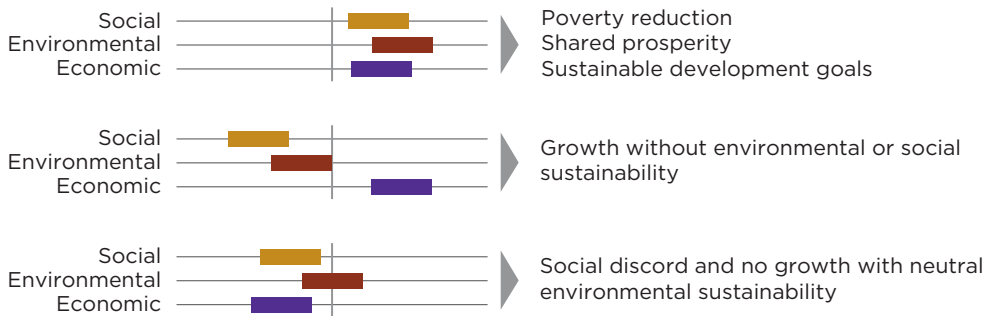 Social
Environmental
Economic
Poverty reduction
Shared prosperity
Sustainable development goals
Social
Environmental
Economic
Growth without environmental or social
sustainability
Social
Environmental
Economic
Social discord and no growth with neutral
environmental sustainability